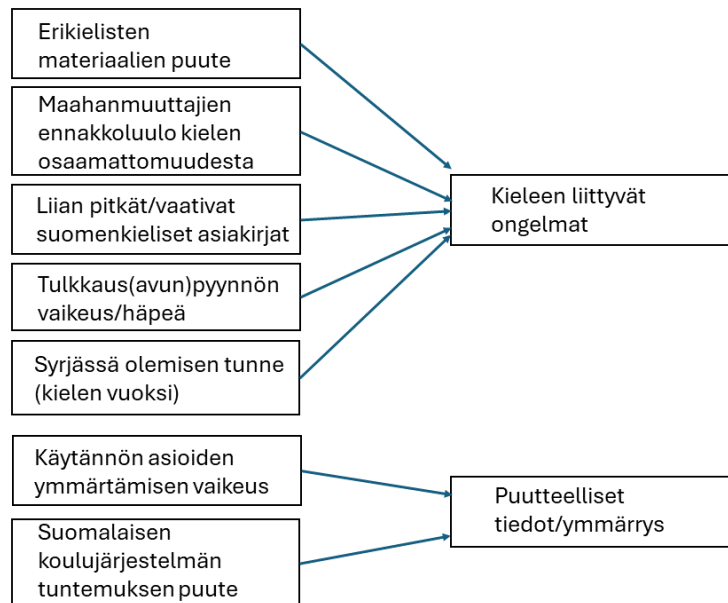 Erikielisten
materiaalien puute
Maahanmuuttajien
ennakkoluulo kielen
osaamattomuudesta
Liian pitkät/vaativat
suomenkieliset asiakirjat
Tulkkaus(avun)pyynnön
vaikeus/häpeä
Syrjässä olemisen tunne
(kielen vuoksi)
Kieleen liittyvät
ongelmat
Käytännön asioiden
ymmärtämisen vaikeus
Suomalaisen
koulujärjestelmän
tuntemuksen puute
Puutteelliset
tiedot/ymmärrys